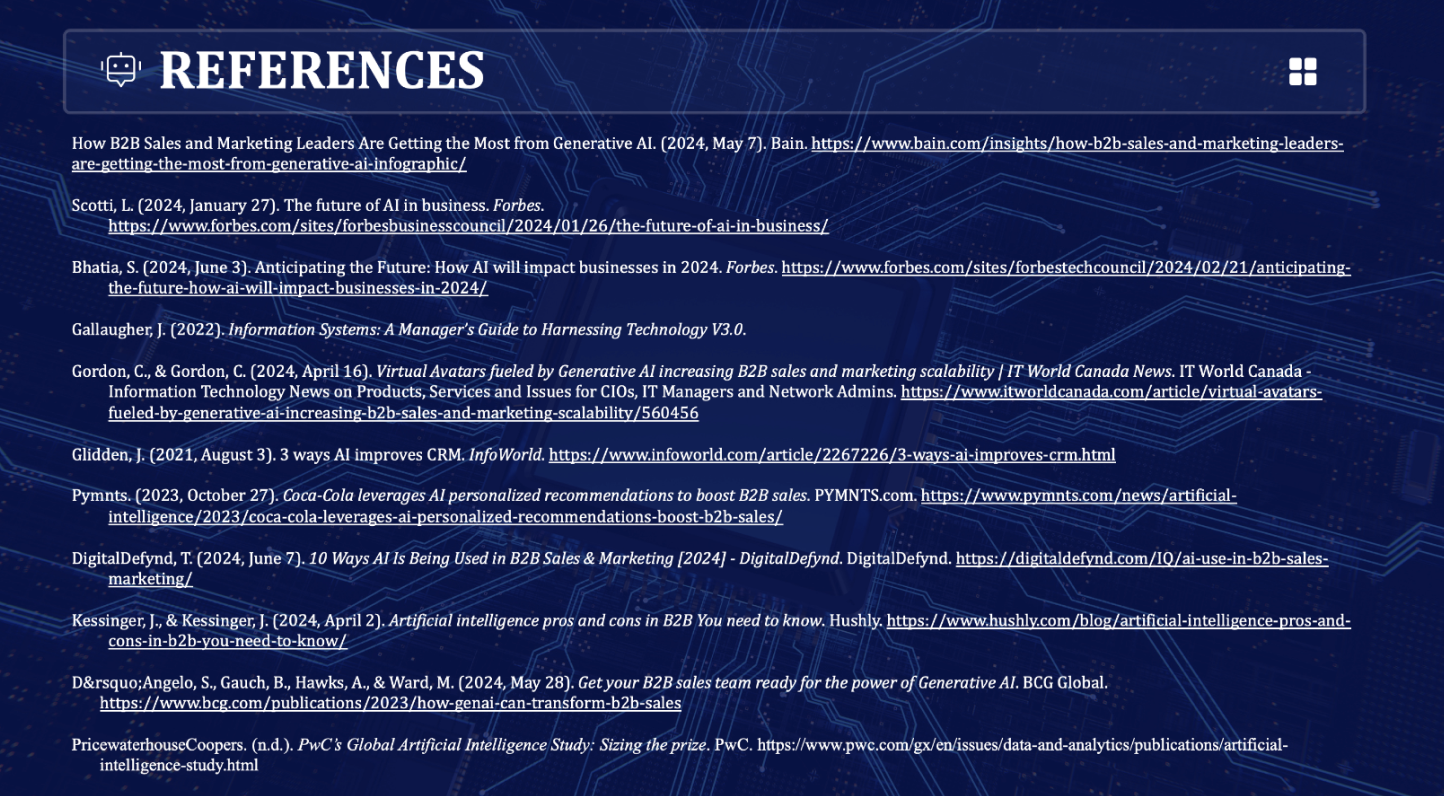 REFERENCES
How B2B Sales and Marketing Leaders Are Getting the Most from Generative AI. (2024, May 7). Bain. https://www.bain.com/insights/how-b2b-sales-and-marketing-leaders-
are-getting-the-most-from-generative-ai-infographic/
Scotti, L. (2024, January 27). The future of AI in business. Forbes.
https://www.forbes.com/sites/forbesbusinesscouncil/2024/01/26/the-future-of-ai-in-business/
Bhatia, S. (2024, June 3). Anticipating the Future: How AI will impact businesses in 2024. Forbes. https://www.forbes.com/sites/forbestechcouncil/2024/02/21/anticipating-
the-future-how-ai-will-impact-businesses-in-2024/
Gallaugher, J. (2022). Information Systems: A Manager’s Guide to Harnessing Technology V3.0.
Gordon, C., & Gordon, C. (2024, April 16). Virtual Avatars fueled by Generative AI increasing B2B sales and marketing scalability | IT World Canada News. IT World Canada -
Information Technology News on Products, Services and Issues for CIOs, IT Managers and Network Admins. https://www.itworldcanada.com/article/virtual-avatars-
fueled-by-generative-ai-increasing-b2b-sales-and-marketing-scalability/560456
Glidden, J. (2021, August 3). 3 ways AI improves CRM. InfoWorld. https://www.infoworld.com/article/2267226/3-ways-ai-improves-crm.html
Pymnts. (2023, October 27). Coca-Cola leverages AI personalized recommendations to boost B2B sales. PYMNTS.com. https://www.pymnts.com/news/artificial-
intelligence/2023/coca-cola-leverages-ai-personalized-recommendations-boost-b2b-sales/
DigitalDefynd, T. (2024, June 7). 10 Ways AI Is Being Used in B2B Sales & Marketing [2024] - DigitalDefynd. DigitalDefynd. https://digitaldefynd.com/IQ/ai-use-in-b2b-sales-
marketing/
Kessinger, J., & Kessinger, J. (2024, April 2). Artificial intelligence pros and cons in B2B You need to know. Hushly. https://www.hushly.com/blog/artificial-intelligence-pros-and-
cons-in-b2b-you-need-to-know/
D&rsquo;Angelo, S., Gauch, B., Hawks, A., & Ward, M. (2024, May 28). Get your B2B sales team ready for the power of Generative AI. BCG Global.
https://www.bcg.com/publications/2023/how-genai-can-transform-b2b-sales
PricewaterhouseCoopers. (n.d.). PwC’s Global Artificial Intelligence Study: Sizing the prize. PwC. https://www.pwc.com/gx/en/issues/data-and-analytics/publications/artificial-
intelligence-study.html